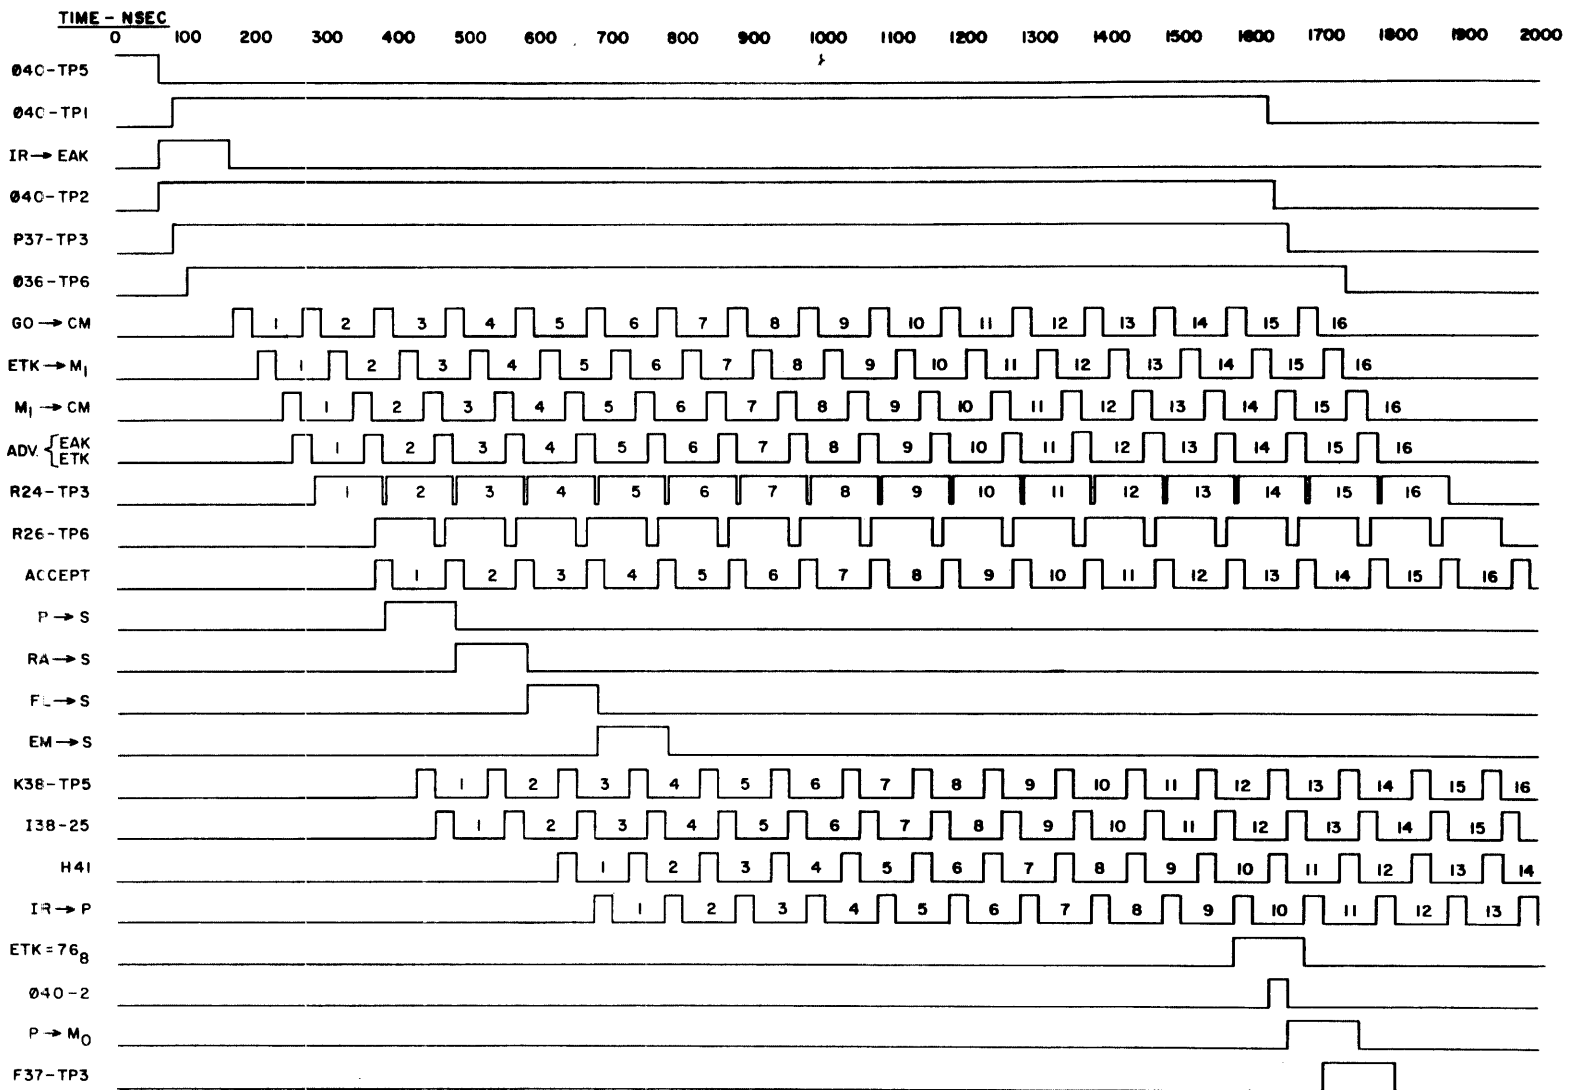 TIME - NSEC
0 100 200 300 400 500 600 700 800 900 1000 1100 1200 1300 1400 1500 1600 1700 1800 1900 2000
Ø4C-TP5
Ø4C-TP1
IR→EAK
Ø4C-TP2
P37-TP3
Ø36-TP6
GO→CM 1 2 3 4 5 6 7 8 9 10 11 12 13 14 15 16
ETK→M₁ 1 2 3 4 5 6 7 8 9 10 11 12 13 14 15 16
M₁→CM 1 2 3 4 5 6 7 8 9 10 11 12 13 14 15 16
ADV. {EAK ETK 1 2 3 4 5 6 7 8 9 10 11 12 13 14 15 16
R24-TP3 1 2 3 4 5 6 7 8 9 10 11 12 13 14 15 16
R26-TP6
ACCEPT 1 2 3 4 5 6 7 8 9 10 11 12 13 14 15 16
P→S
RA→S
FL→S
EM→S
K38-TP5 1 2 3 4 5 6 7 8 9 10 11 12 13 14 15 16
I38-25 1 2 3 4 5 6 7 8 9 10 11 12 13 14 15
H41 1 2 3 4 5 6 7 8 9 10 11 12 13 14
IR→P 1 2 3 4 5 6 7 8 9 10 11 12 13
ETK=76₈
Ø40-2
P→M₀
F37-TP3